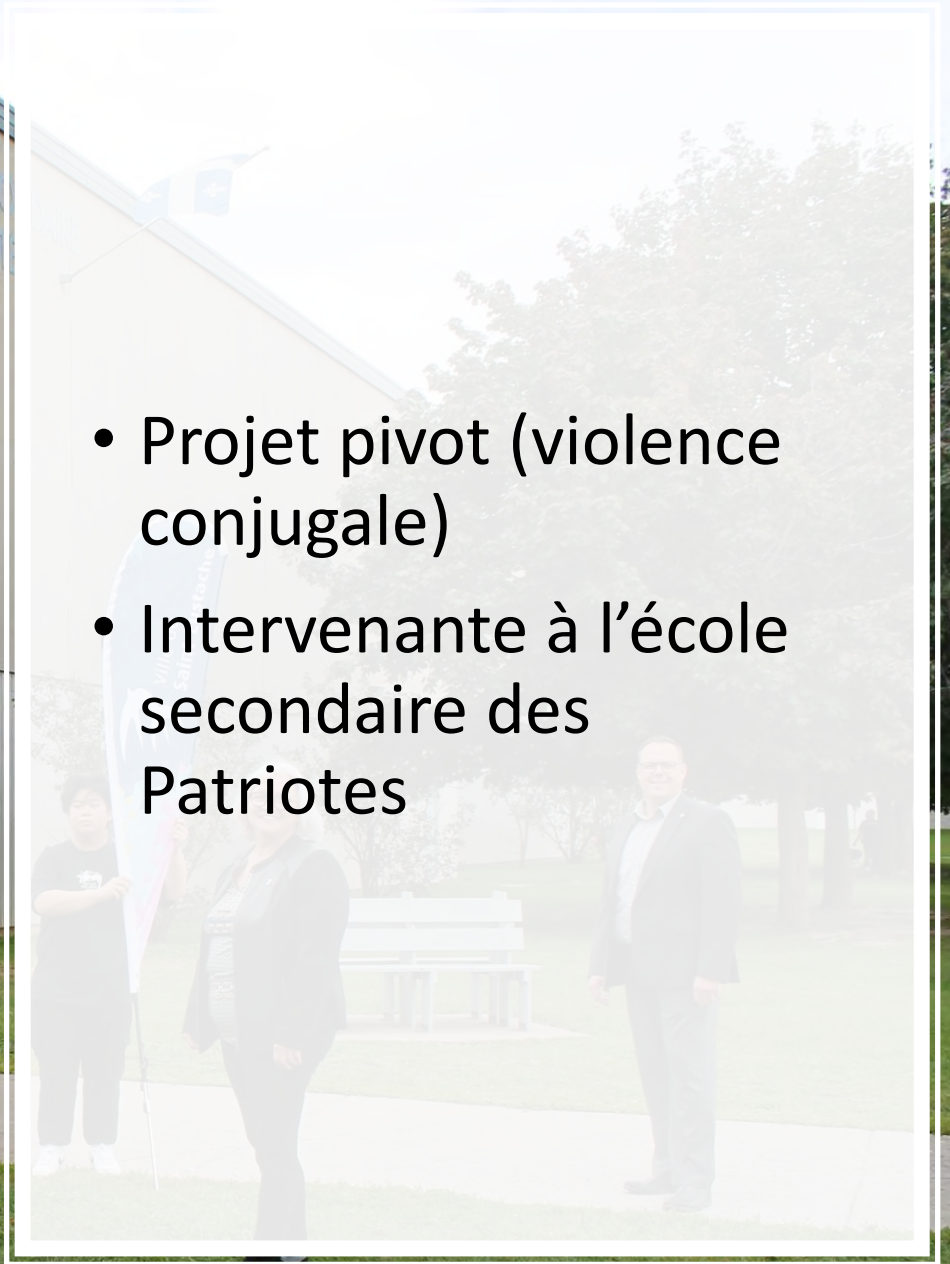 • Projet pivot (violence
conjugale)
• Intervenante à l’école
secondaire des
Patriotes